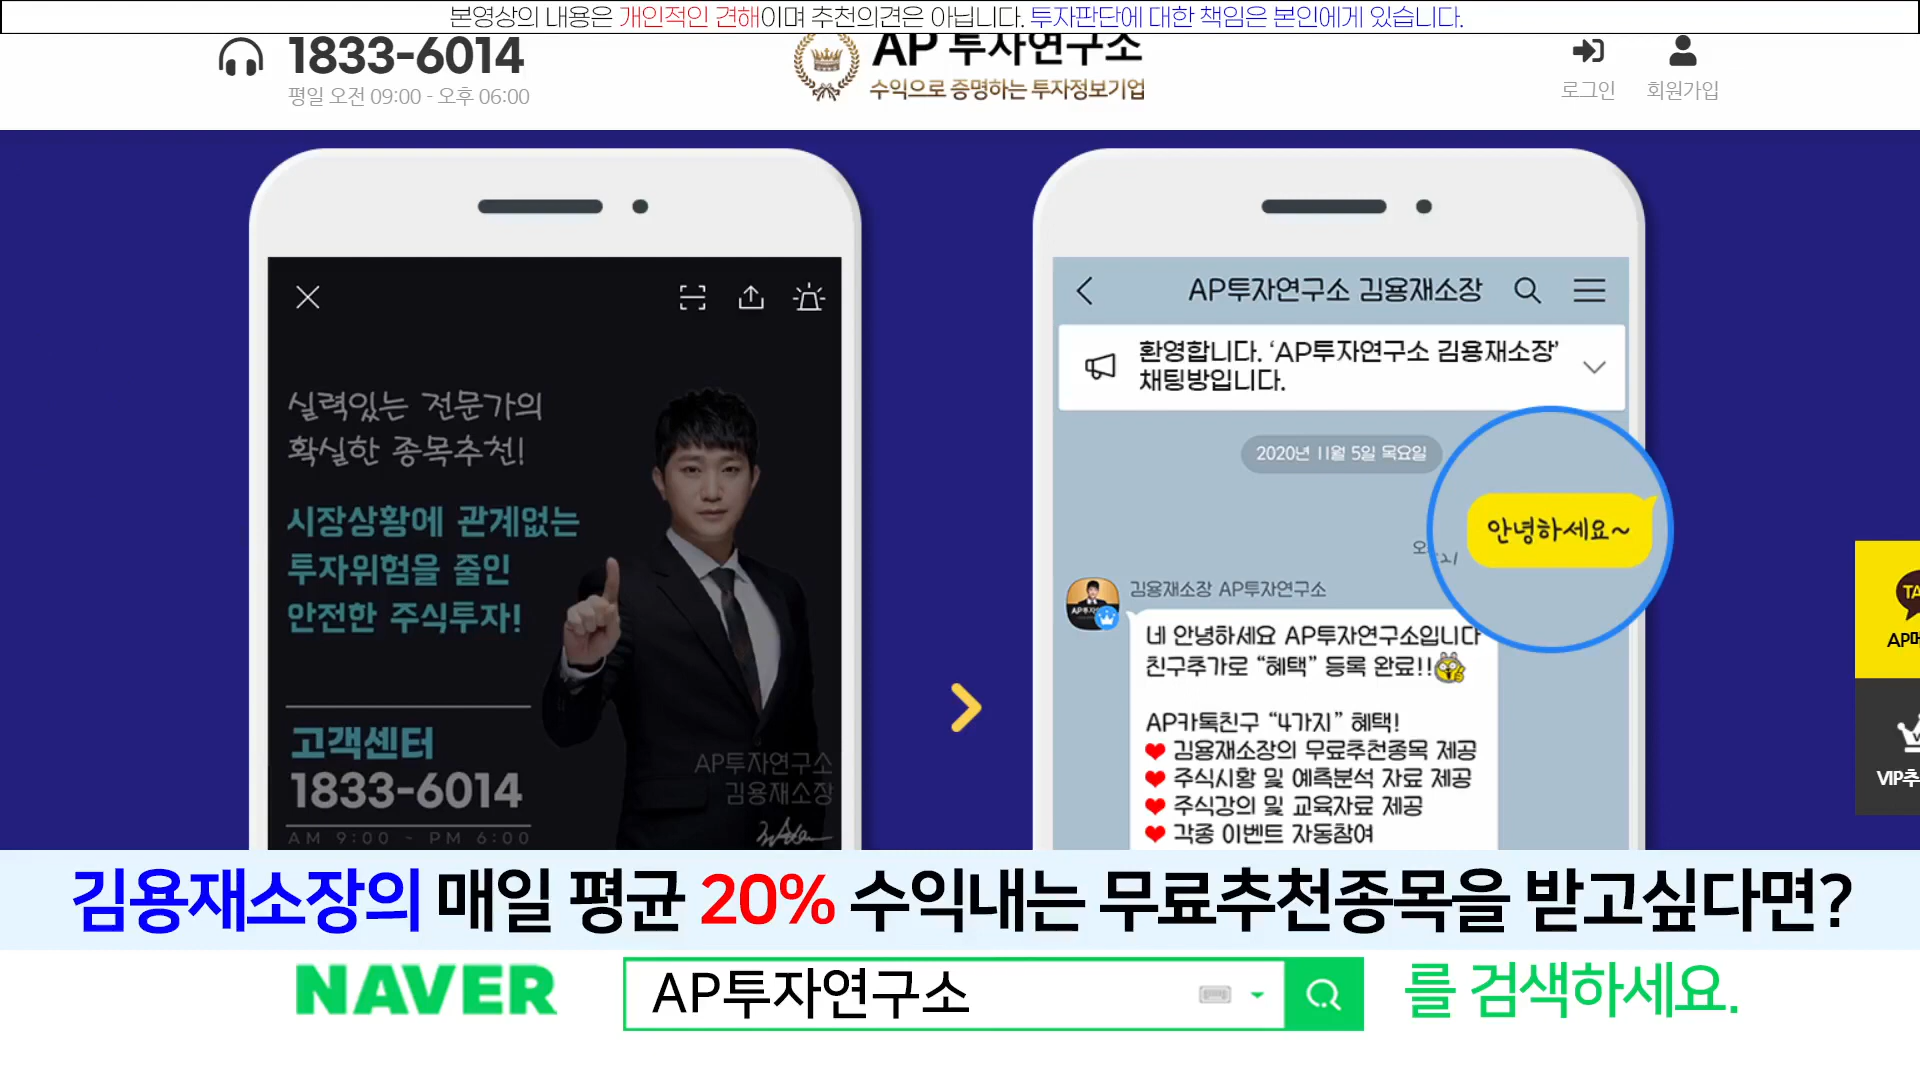 본영상의 내용은 개인적인 견해이며 추천의견은 아닙니다. 투자판단에 대한 책임은 본인에게 있습니다.
1833-6014
평일 오전 09:00 - 오후 06:00
AP 투자연구소
수익으로 증명하는 투자정보기업
로그인
회원가입
실력있는 전문가의
확실한 종목추천!
시장상황에 관계없는
투자위험을 줄인
안전한 주식투자!
고객센터
1833-6014
AM 9:00 ~ PM 6:00
AP투자연구소
김용재소장
AP투자연구소 김용재소장
환영합니다. ‘AP투자연구소 김용재소장’
채팅방입니다.
2020년 11월 5일 목요일
안녕하세요~
김용재소장 AP투자연구소
네 안녕하세요 AP투자연구소입니다
친구추가로 “혜택” 등록 완료!!
AP카톡친구 “4가지” 혜택!
❤ 김용재소장의 무료추천종목 제공
❤ 주식시황 및 예측분석 자료 제공
❤ 주식강의 및 교육자료 제공
❤ 각종 이벤트 자동참여
김용재소장의 매일 평균 20% 수익내는 무료추천종목을 받고싶다면?
NAVER AP투자연구소 를 검색하세요.